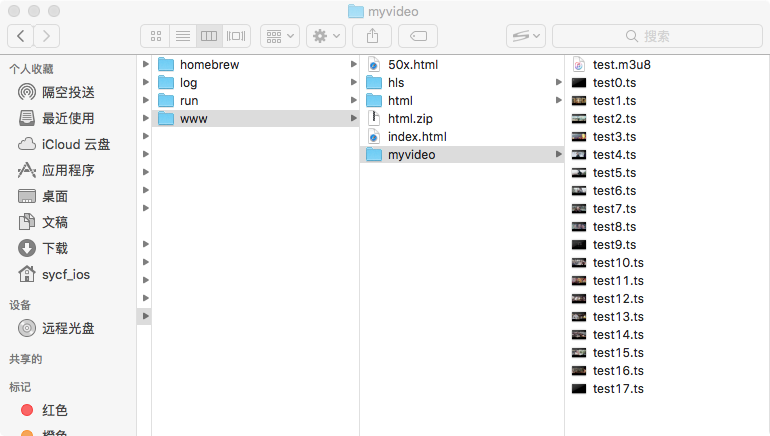 myvideo
搜索
个人收藏
隔空投送
最近使用
iCloud 云盘
应用程序
桌面
文稿
下载
sycf_ios
设备
远程光盘
共享的
标记
红色
橙色
homebrew
log
run
www
50x.html
hls
html
html.zip
index.html
myvideo
test.m3u8
test0.ts
test1.ts
test2.ts
test3.ts
test4.ts
test5.ts
test6.ts
test7.ts
test8.ts
test9.ts
test10.ts
test11.ts
test12.ts
test13.ts
test14.ts
test15.ts
test16.ts
test17.ts